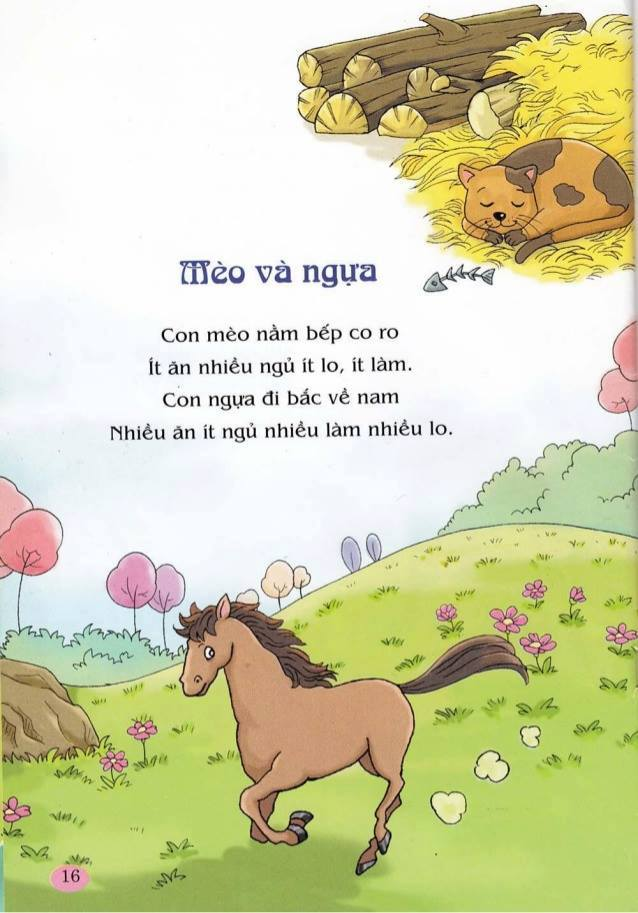 Mèo và ngựa
Con mèo nằm bếp co ro
Ít ăn nhiều ngủ ít lo, ít làm.
Con ngựa đi bắc về nam
Nhiều ăn ít ngủ nhiều làm nhiều lo.
16